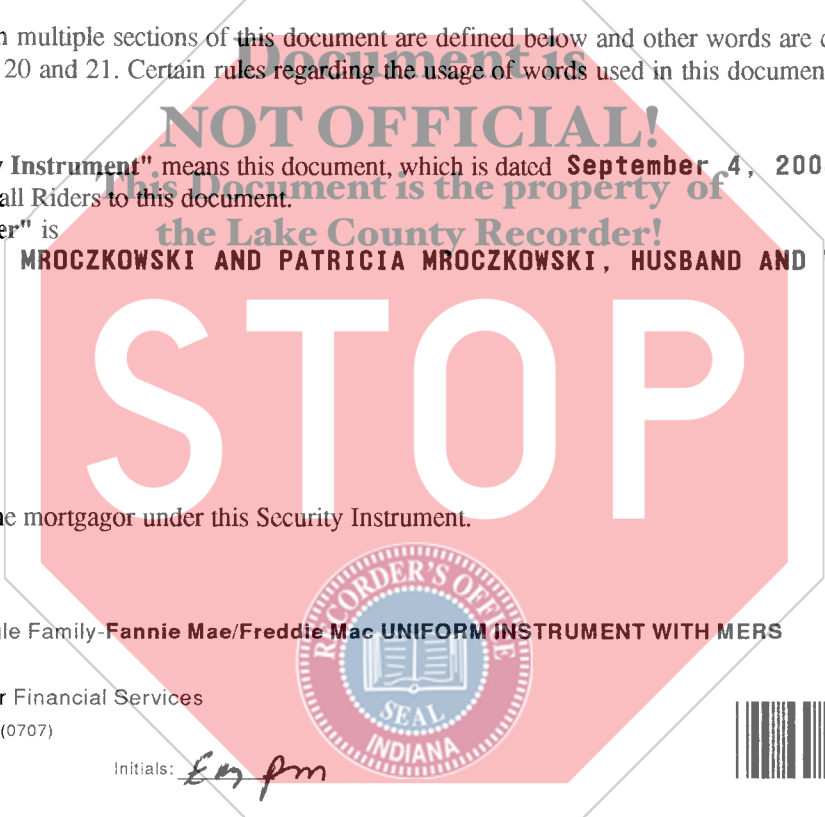 multiple sections of this document are defined below and other words are
20 and 21. Certain rules regarding the usage of words used in this documen
Document is
NOT OFFICIAL!
This Document is the property of
the Lake County Recorder!
Instrument" means this document, which is dated September 4, 200
all Riders to this document.
er" is
MROCZKOWSKI AND PATRICIA MROCZKOWSKI, HUSBAND AND
STOP
e mortgagor under this Security Instrument.
RECORDER'S OFFICE
SEAL
INDIANA
gle Family-Fannie Mae/Freddie Mac UNIFORM INSTRUMENT WITH MERS
r Financial Services
(0707)
Initials: Em pm